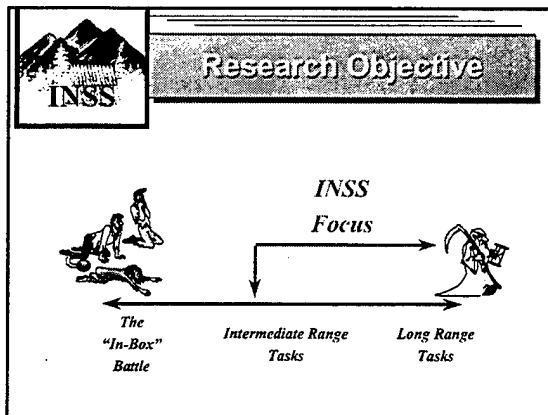 INSS
Research Objective
INSS
Focus
The
"In-Box"
Battle
Intermediate Range
Tasks
Long Range
Tasks